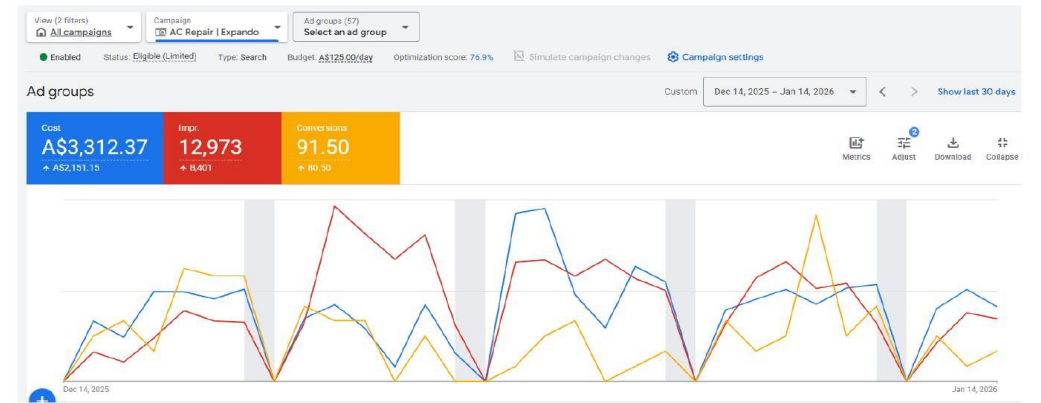 View (2 filters)
All campaigns
Campaign
AC Repair | Expando
Ad groups (57)
Select an ad group
Enabled Status: Eligible (Limited) Type: Search Budget: A$125.00/day Optimization score: 76.9% Simulate campaign changes Campaign settings
Ad groups
Custom Dec 14, 2025 – Jan 14, 2026 Show last 30 days
Cost
A$3,312.37
A$2,151.15
Impr.
12,973
8,401
Conversions
91.50
80.50
Metrics
2
Adjust
Download
Collapse
Dec 14, 2025
Jan 14, 2026